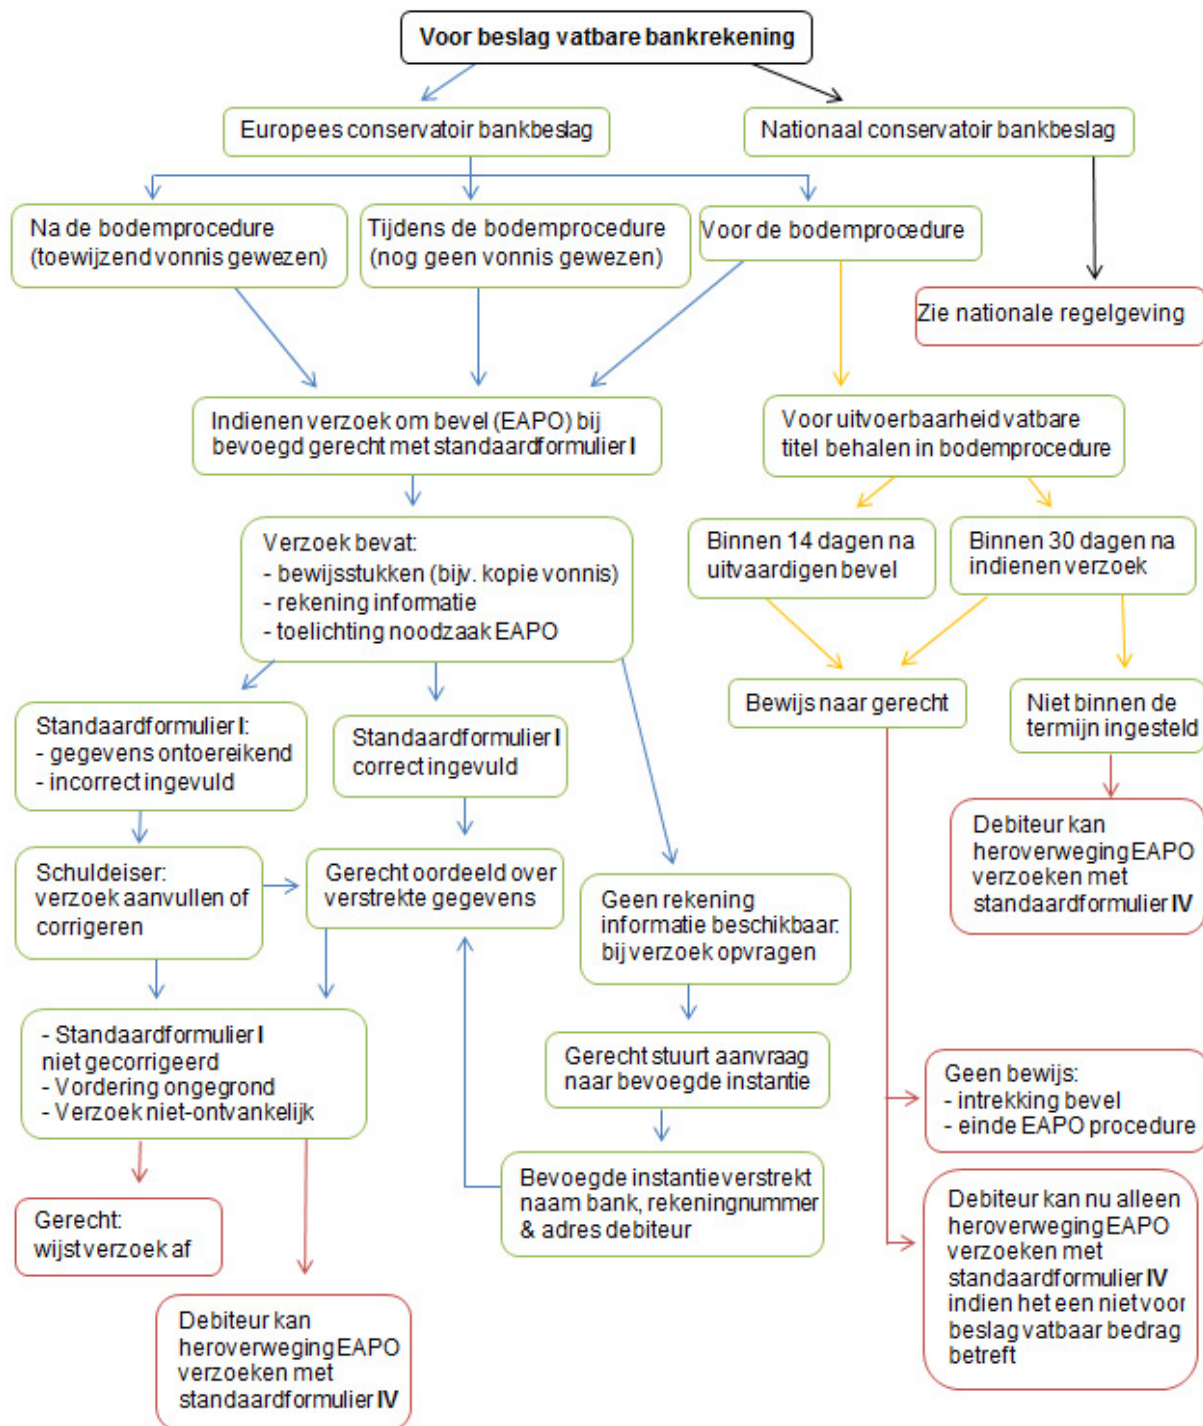 Voor beslag vatbare bankrekening
Europees conservatoir bankbeslag
Nationaal conservatoir bankbeslag
Na de bodemprocedure
(toewijzend vonnis gewezen)
Tijdens de bodemprocedure
(nog geen vonnis gewezen)
Voor de bodemprocedure
Zie nationale regelgeving
Indienen verzoek om bevel (EAPO) bij
bevoegd gerecht met standaardformulier I
Voor uitvoerbaarheid vatbare
titel behalen in bodemprocedure
Verzoek bevat:
- bewijsstukken (bijv. kopie vonnis)
- rekening informatie
- toelichting noodzaak EAPO
Binnen 14 dagen na
uitvaardigen bevel
Binnen 30 dagen na
indienen verzoek
Standaardformulier I:
- gegevens ontoereikend
- incorrect ingevuld
Standaardformulier I
correct ingevuld
Bewijs naar gerecht
Niet binnen de
termijn ingesteld
Debiteur kan
heroverweging EAPO
verzoeken met
standaardformulier IV
Schuldeiser:
verzoek aanvullen of
corrigeren
Gerecht oordeeld over
verstrekte gegevens
Geen rekening
informatie beschikbaar:
bij verzoek opvragen
- Standaardformulier I
niet gecorrigeerd
- Vordering ongegrond
- Verzoek niet-ontvankelijk
Gerecht stuurt aanvraag
naar bevoegde instantie
Geen bewijs:
- intrekking bevel
- einde EAPO procedure
Bevoegde instantie verstrekt
naam bank, rekeningnummer
& adres debiteur
Gerecht:
wijst verzoek af
Debiteur kan nu alleen
heroverweging EAPO
verzoeken met
standaardformulier IV
indien het een niet voor
beslag vatbaar bedrag
betreft
Debiteur kan
heroverweging EAPO
verzoeken met
standaardformulier IV